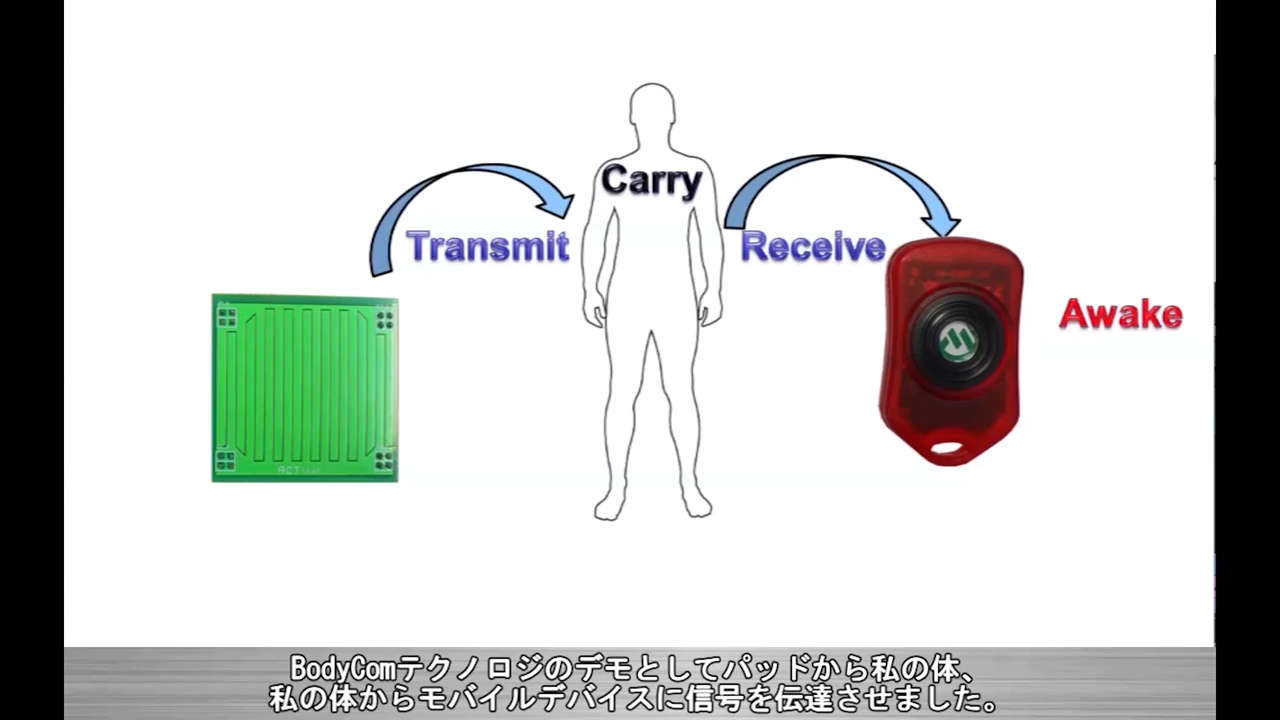 Carry
Transmit
Receive
Awake
BodyComテクノロジのデモとしてパッドから私の体、
私の体からモバイルデバイスに信号を伝達させました。